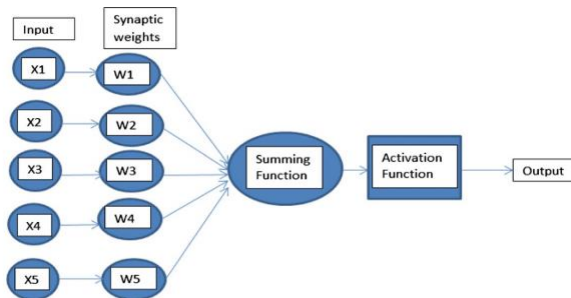 Input
Synaptic
weights
X1
W1
X2
W2
X3
W3
X4
W4
X5
W5
Summing
Function
Activation
Function
Output